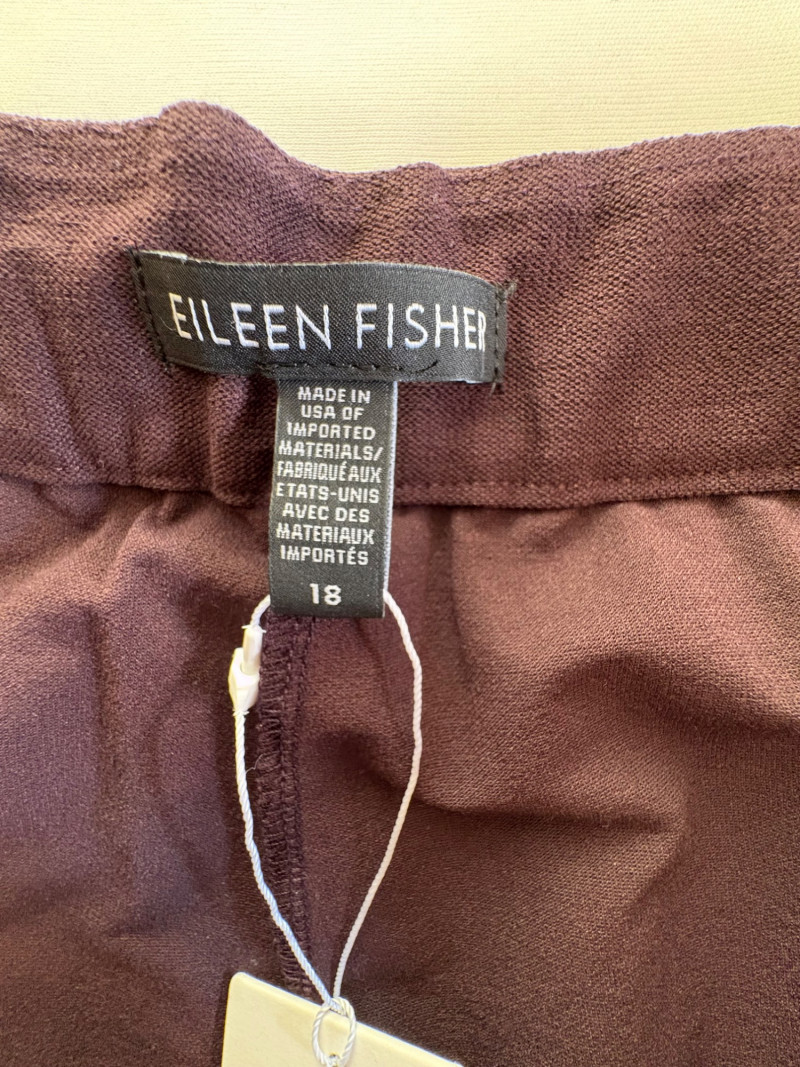 EILEEN FISHER
MADE IN
USA OF
IMPORTED
MATERIALS/
FABRIQUÉ AUX
ETATS-UNIS
AVEC DES
MATERIAUX
IMPORTÉS
18